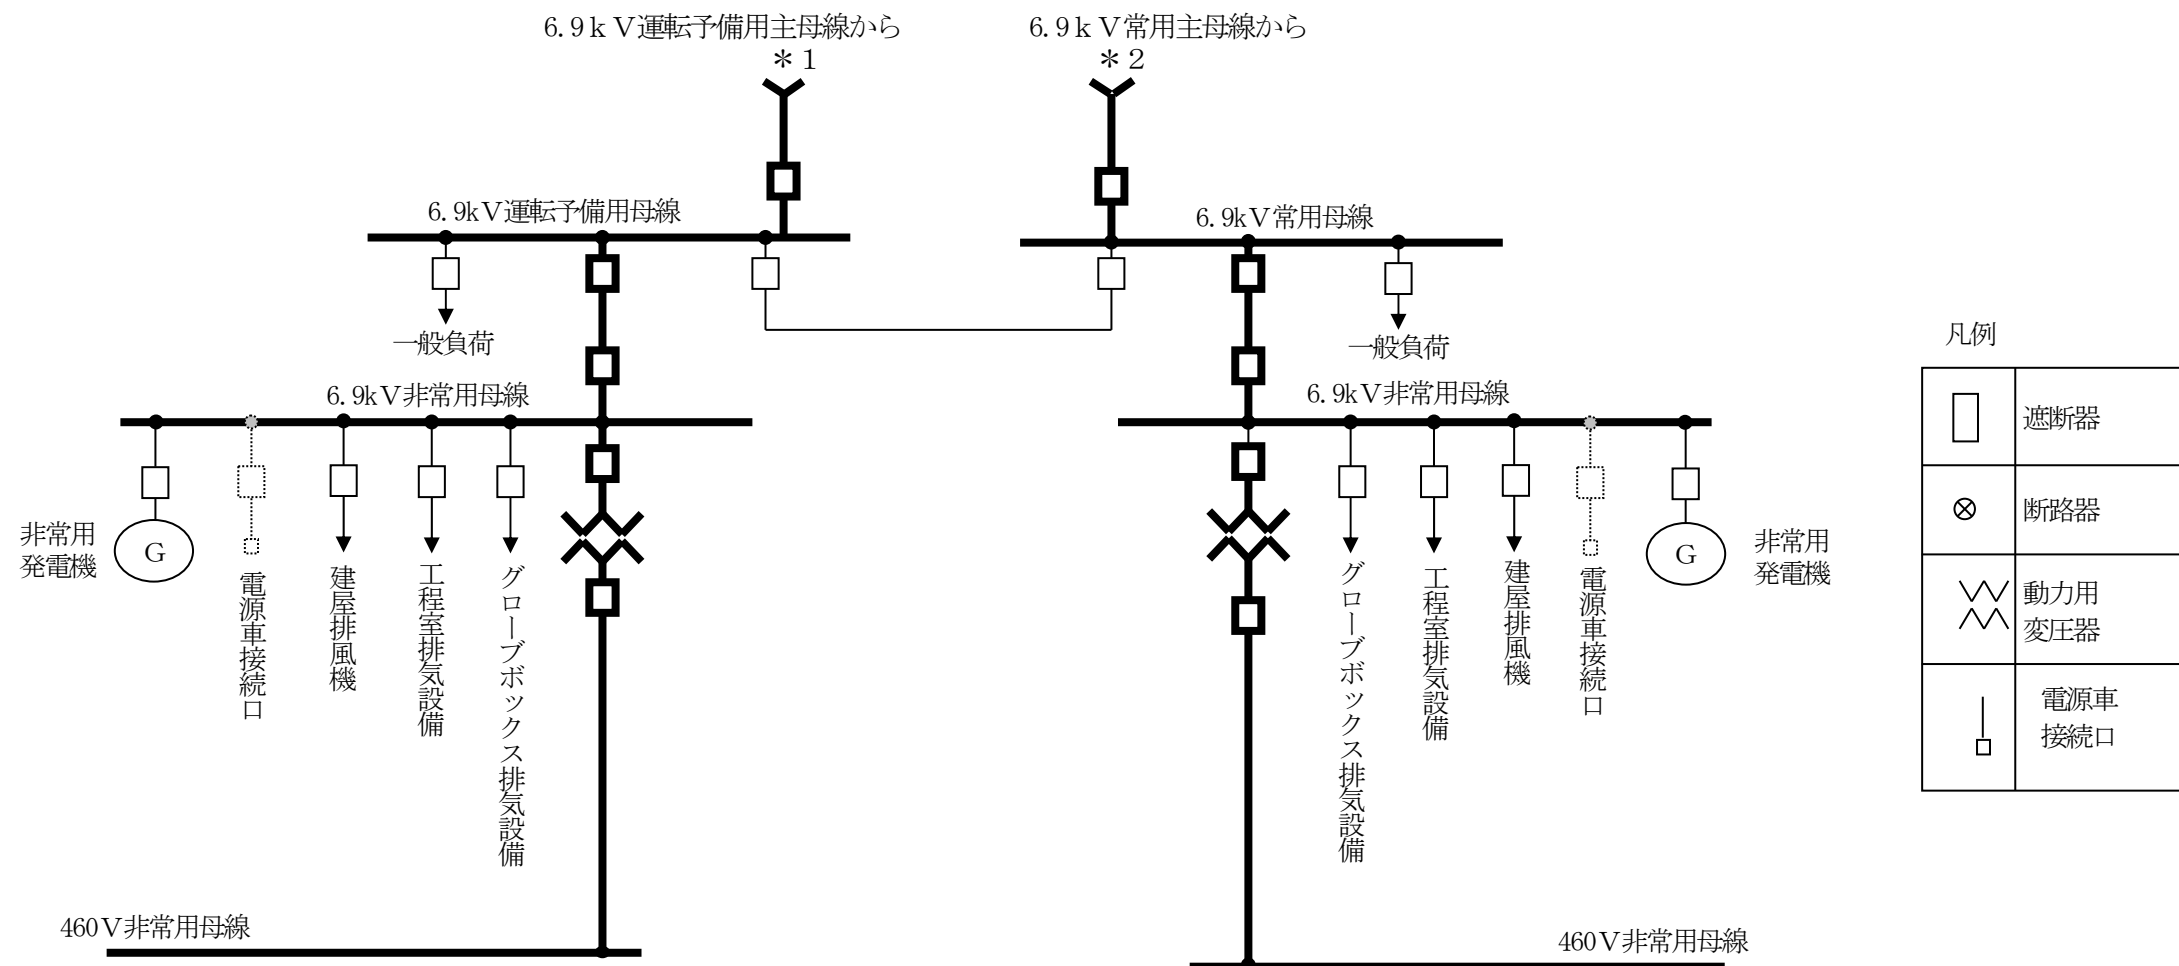 6.9ｋＶ運転予備用主母線から
＊１
6.9ｋＶ常用主母線から
＊２
6.9kＶ運転予備用母線
6.9kＶ常用母線
一般負荷
一般負荷
6.9kＶ非常用母線
6.9kＶ非常用母線
非常用
発電機
G
電源車接続口
建屋排風機
工程室排気設備
グローブボックス排気設備
グローブボックス排気設備
工程室排気設備
建屋排風機
電源車接続口
G
非常用
発電機
460Ｖ非常用母線
460Ｖ非常用母線
凡例
遮断器
断路器
動力用
変圧器
電源車
接続口